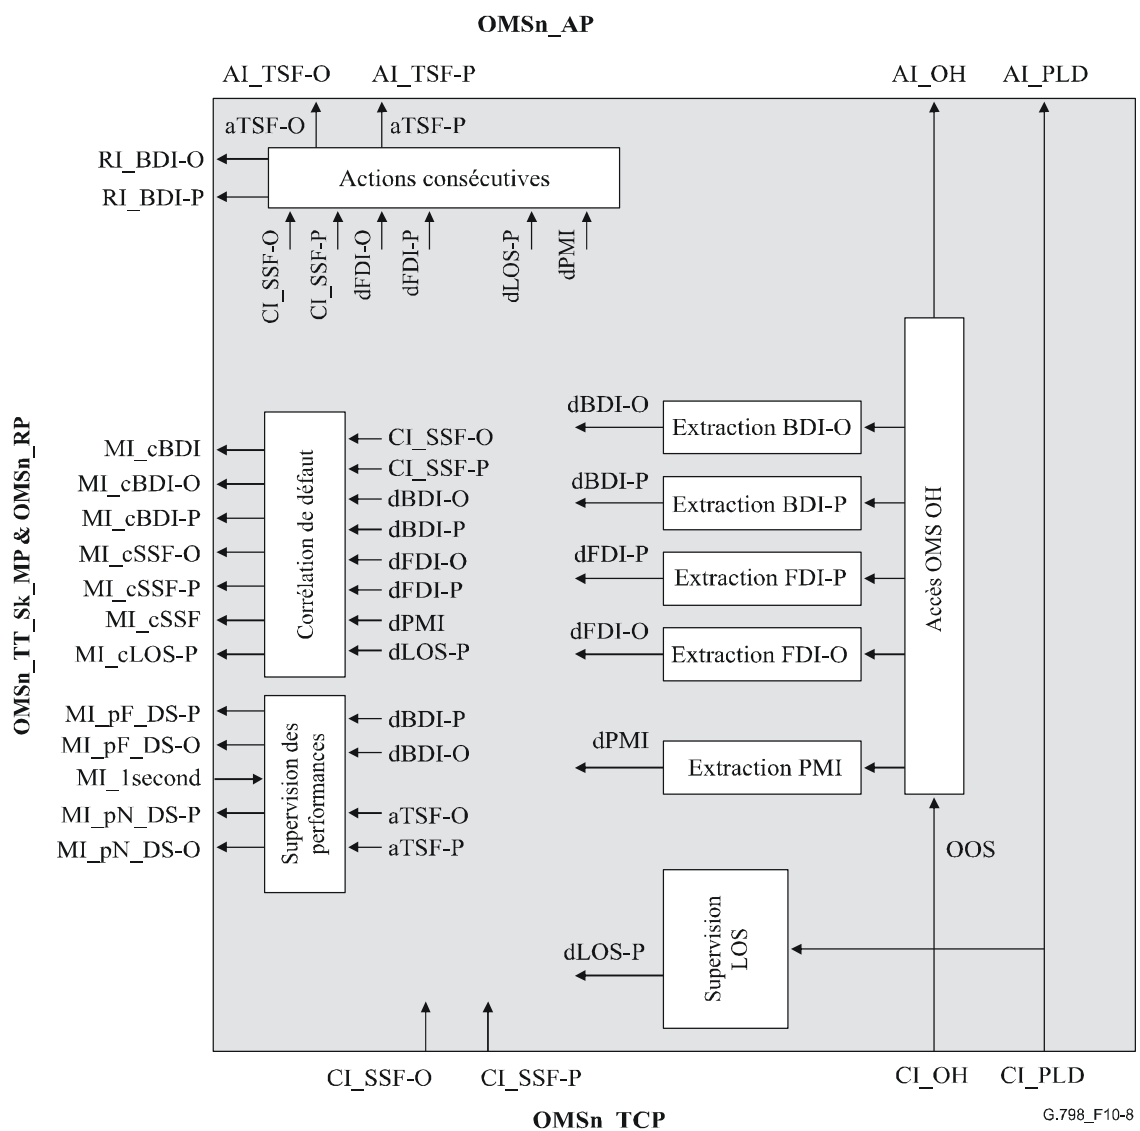 OMSn_AP
AI_TSF-O AI_TSF-P AI_OH AI_PLD
aTSF-O aTSF-P
RI_BDI-O
RI_BDI-P
Actions consécutives
CI_SSF-O
CI_SSF-P
dFDI-O
dFDI-P
dLOS-P
dPMI
OMSn_TT_Sk_MP & OMSn_RP
MI_cBDI
MI_cBDI-O
MI_cBDI-P
MI_cSSF-O
MI_cSSF-P
MI_cSSF
MI_cLOS-P
Corrélation de défaut
CI_SSF-O
CI_SSF-P
dBDI-O
dBDI-P
dFDI-O
dFDI-P
dPMI
dLOS-P
MI_pF_DS-P
MI_pF_DS-O
MI_1second
MI_pN_DS-P
MI_pN_DS-O
Supervision des
performances
dBDI-P
dBDI-O
aTSF-O
aTSF-P
dBDI-O
Extraction BDI-O
dBDI-P
Extraction BDI-P
dFDI-P
Extraction FDI-P
dFDI-O
Extraction FDI-O
dPMI
Extraction PMI
Accès OMS OH
OOS
dLOS-P
Supervision
LOS
CI_SSF-O CI_SSF-P CI_OH CI_PLD
OMSn_TCP
G.798_F10-8